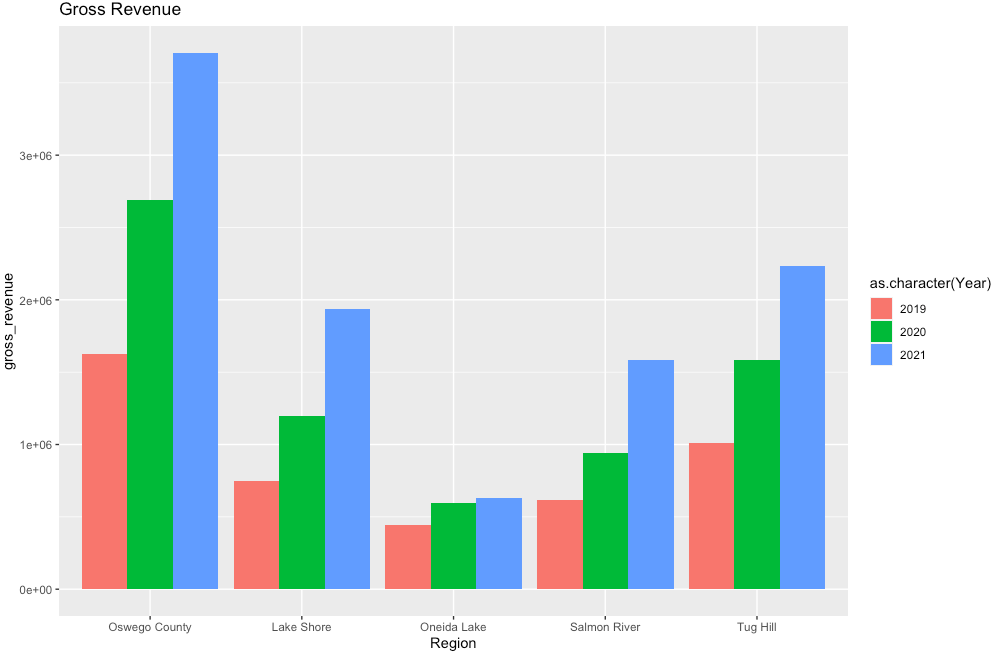 Gross Revenue
gross_revenue
3e+06
2e+06
1e+06
0e+00
Oswego County
Lake Shore
Oneida Lake
Salmon River
Tug Hill
Region
as.character(Year)
2019
2020
2021